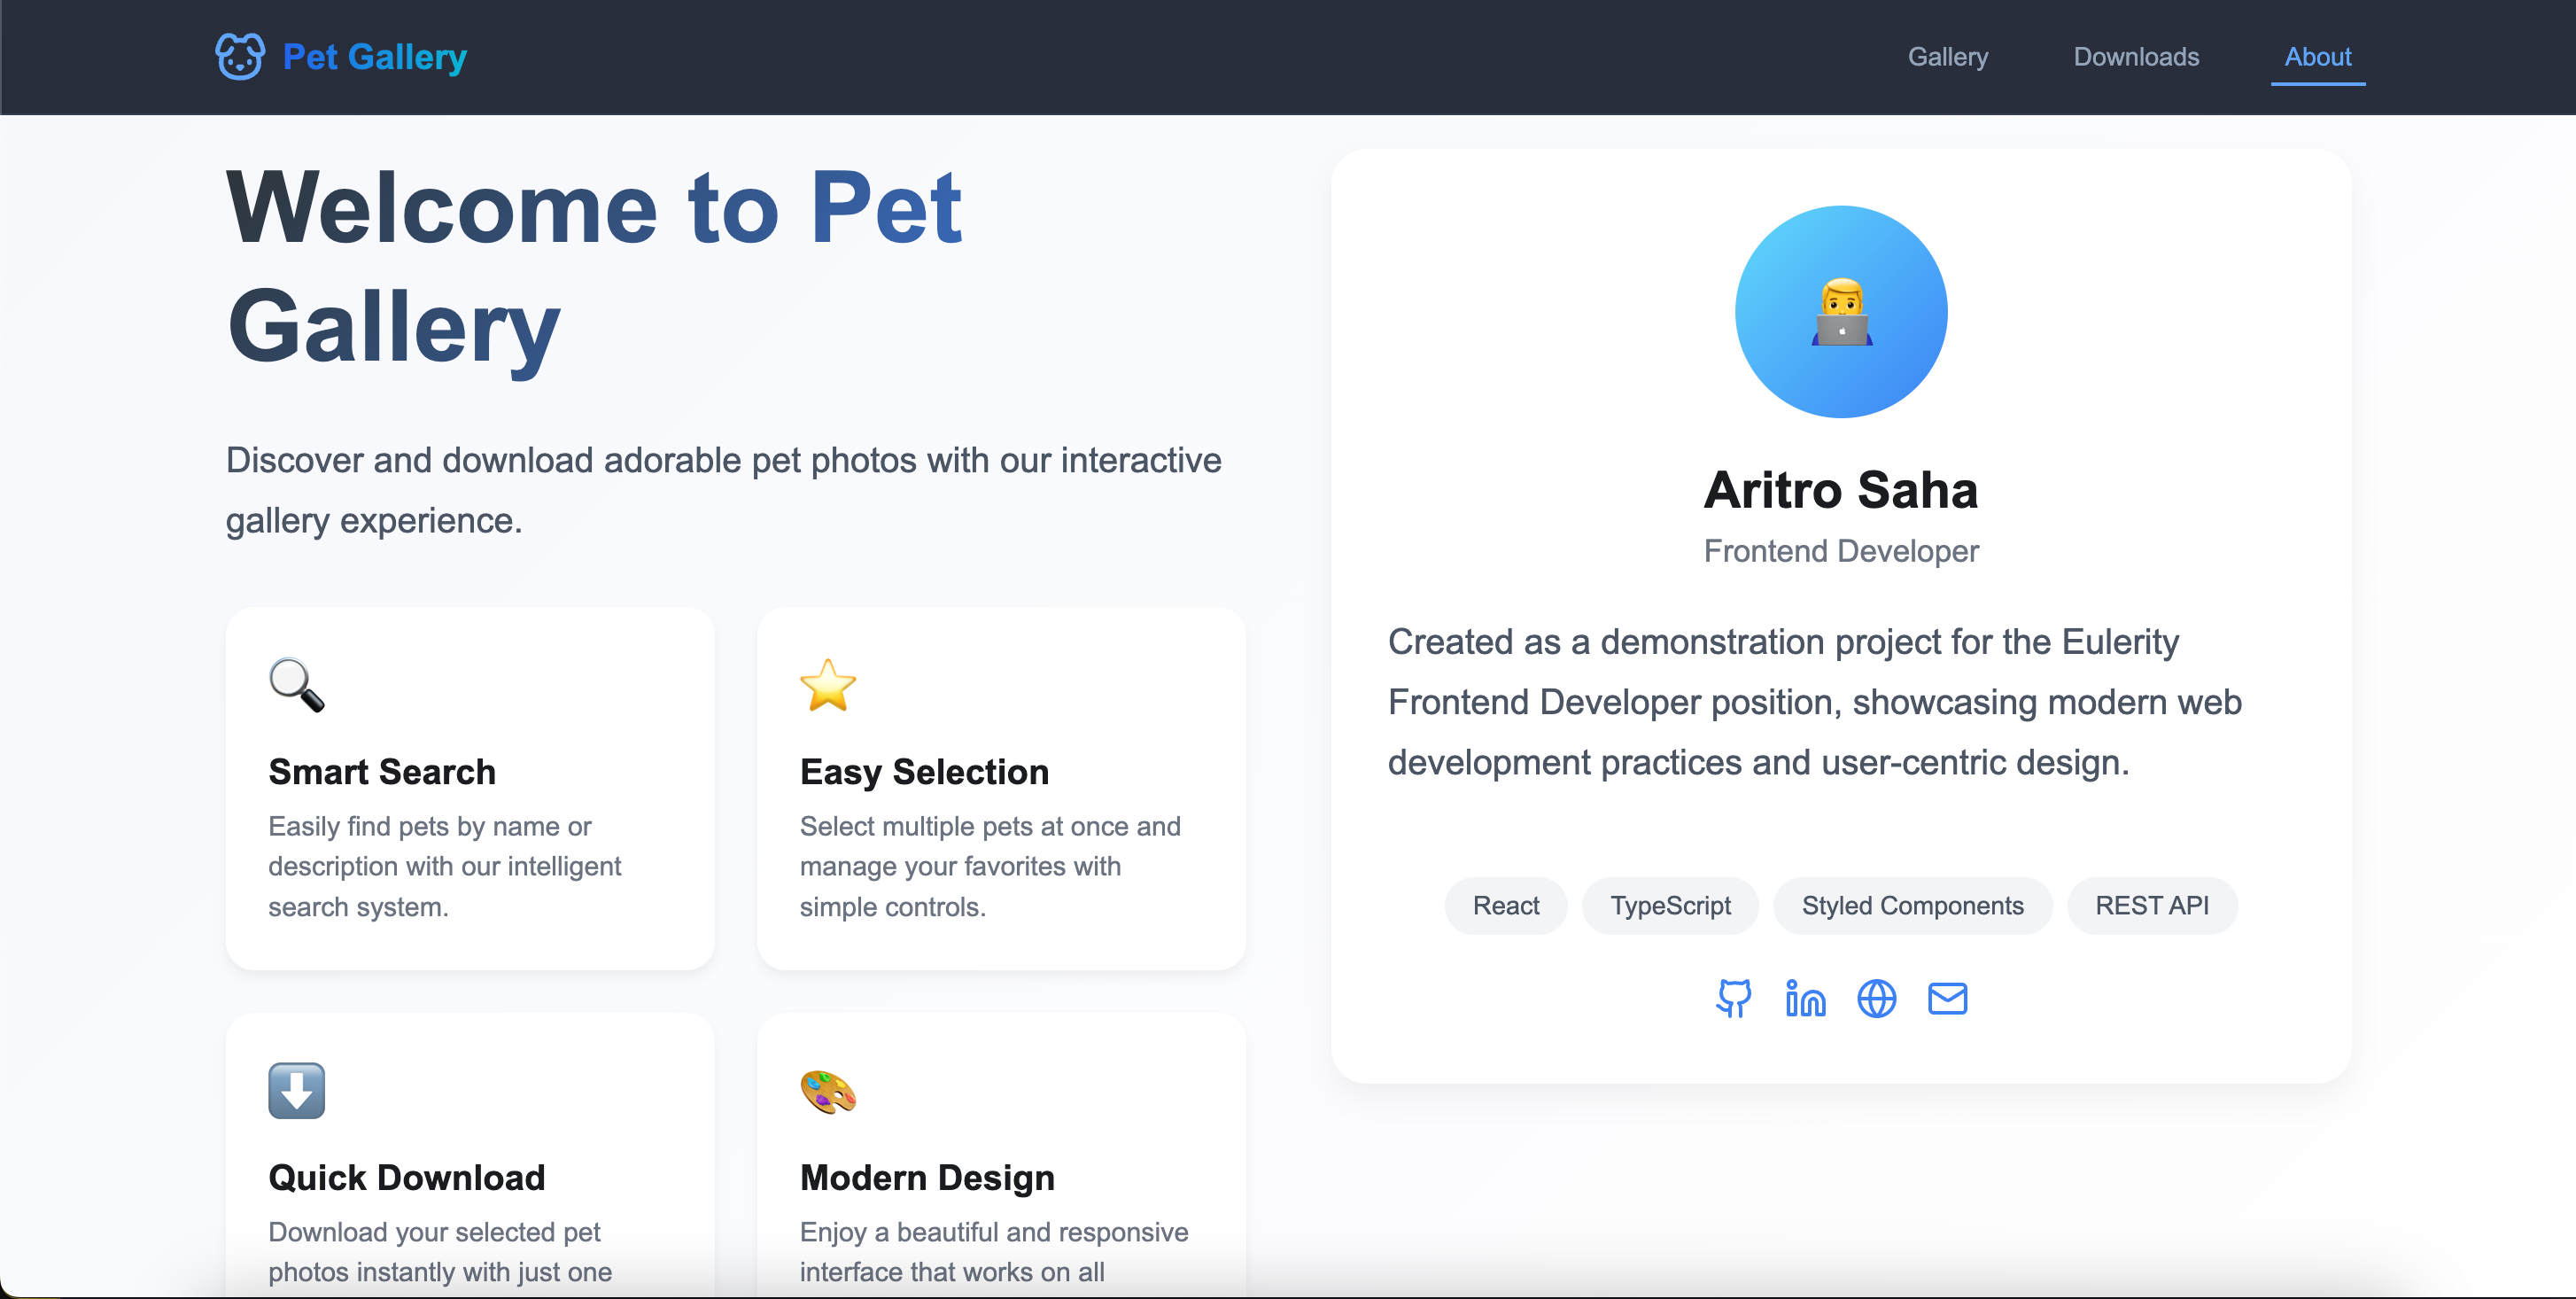 Pet Gallery
Gallery
Downloads
About
Welcome to Pet
Gallery
Discover and download adorable pet photos with our interactive
gallery experience.
Smart Search
Easily find pets by name or
description with our intelligent
search system.
Easy Selection
Select multiple pets at once and
manage your favorites with
simple controls.
Quick Download
Download your selected pet
photos instantly with just one
Modern Design
Enjoy a beautiful and responsive
interface that works on all
Aritro Saha
Frontend Developer
Created as a demonstration project for the Eulerity
Frontend Developer position, showcasing modern web
development practices and user-centric design.
React
TypeScript
Styled Components
REST API